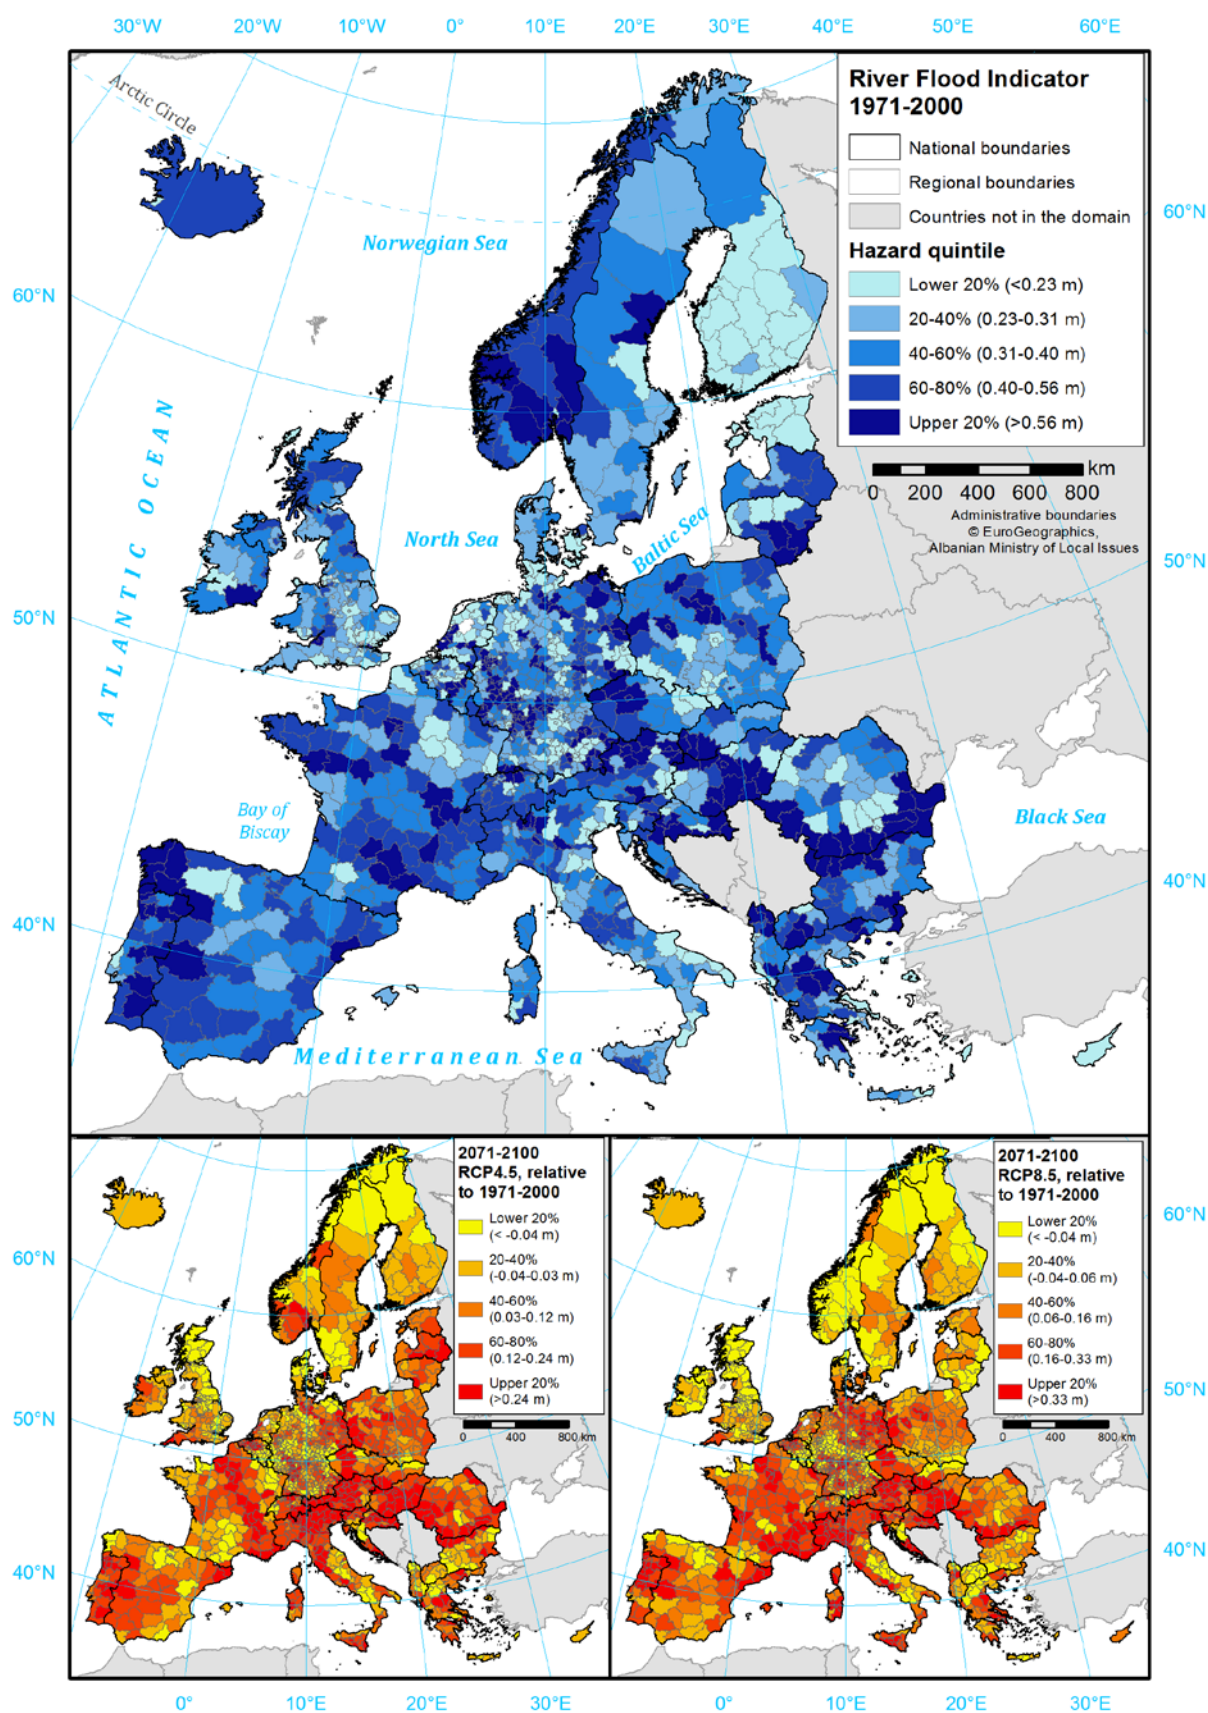 30°W 20°W 10°W 0° 10°E 20°E 30°E 40°E 50°E 60°E
Arctic Circle
River Flood Indicator
1971-2000
National boundaries
Regional boundaries
Countries not in the domain
Hazard quintile
Lower 20% (<0.23 m)
20-40% (0.23-0.31 m)
40-60% (0.31-0.40 m)
60-80% (0.40-0.56 m)
Upper 20% (>0.56 m)
km
0 200 400 600 800
Administrative boundaries
© EuroGeographics,
Albanian Ministry of Local Issues
60°N
50°N
40°N
60°N
50°N
40°N
Norwegian Sea
ATLANTIC OCEAN
North Sea
Baltic Sea
Bay of
Biscay
Black Sea
Mediterranean Sea
2071-2100
RCP4.5, relative
to 1971-2000
Lower 20%
(< -0.04 m)
20-40%
(-0.04-0.03 m)
40-60%
(0.03-0.12 m)
60-80%
(0.12-0.24 m)
Upper 20%
(>0.24 m)
0 400 800 km
2071-2100
RCP8.5, relative
to 1971-2000
Lower 20%
(< -0.04 m)
20-40%
(-0.04-0.06 m)
40-60%
(0.06-0.16 m)
60-80%
(0.16-0.33 m)
Upper 20%
(>0.33 m)
0 400 800 km
60°N
50°N
40°N
60°N
50°N
40°N
0° 10°E 20°E 30°E 0° 10°E 20°E 30°E